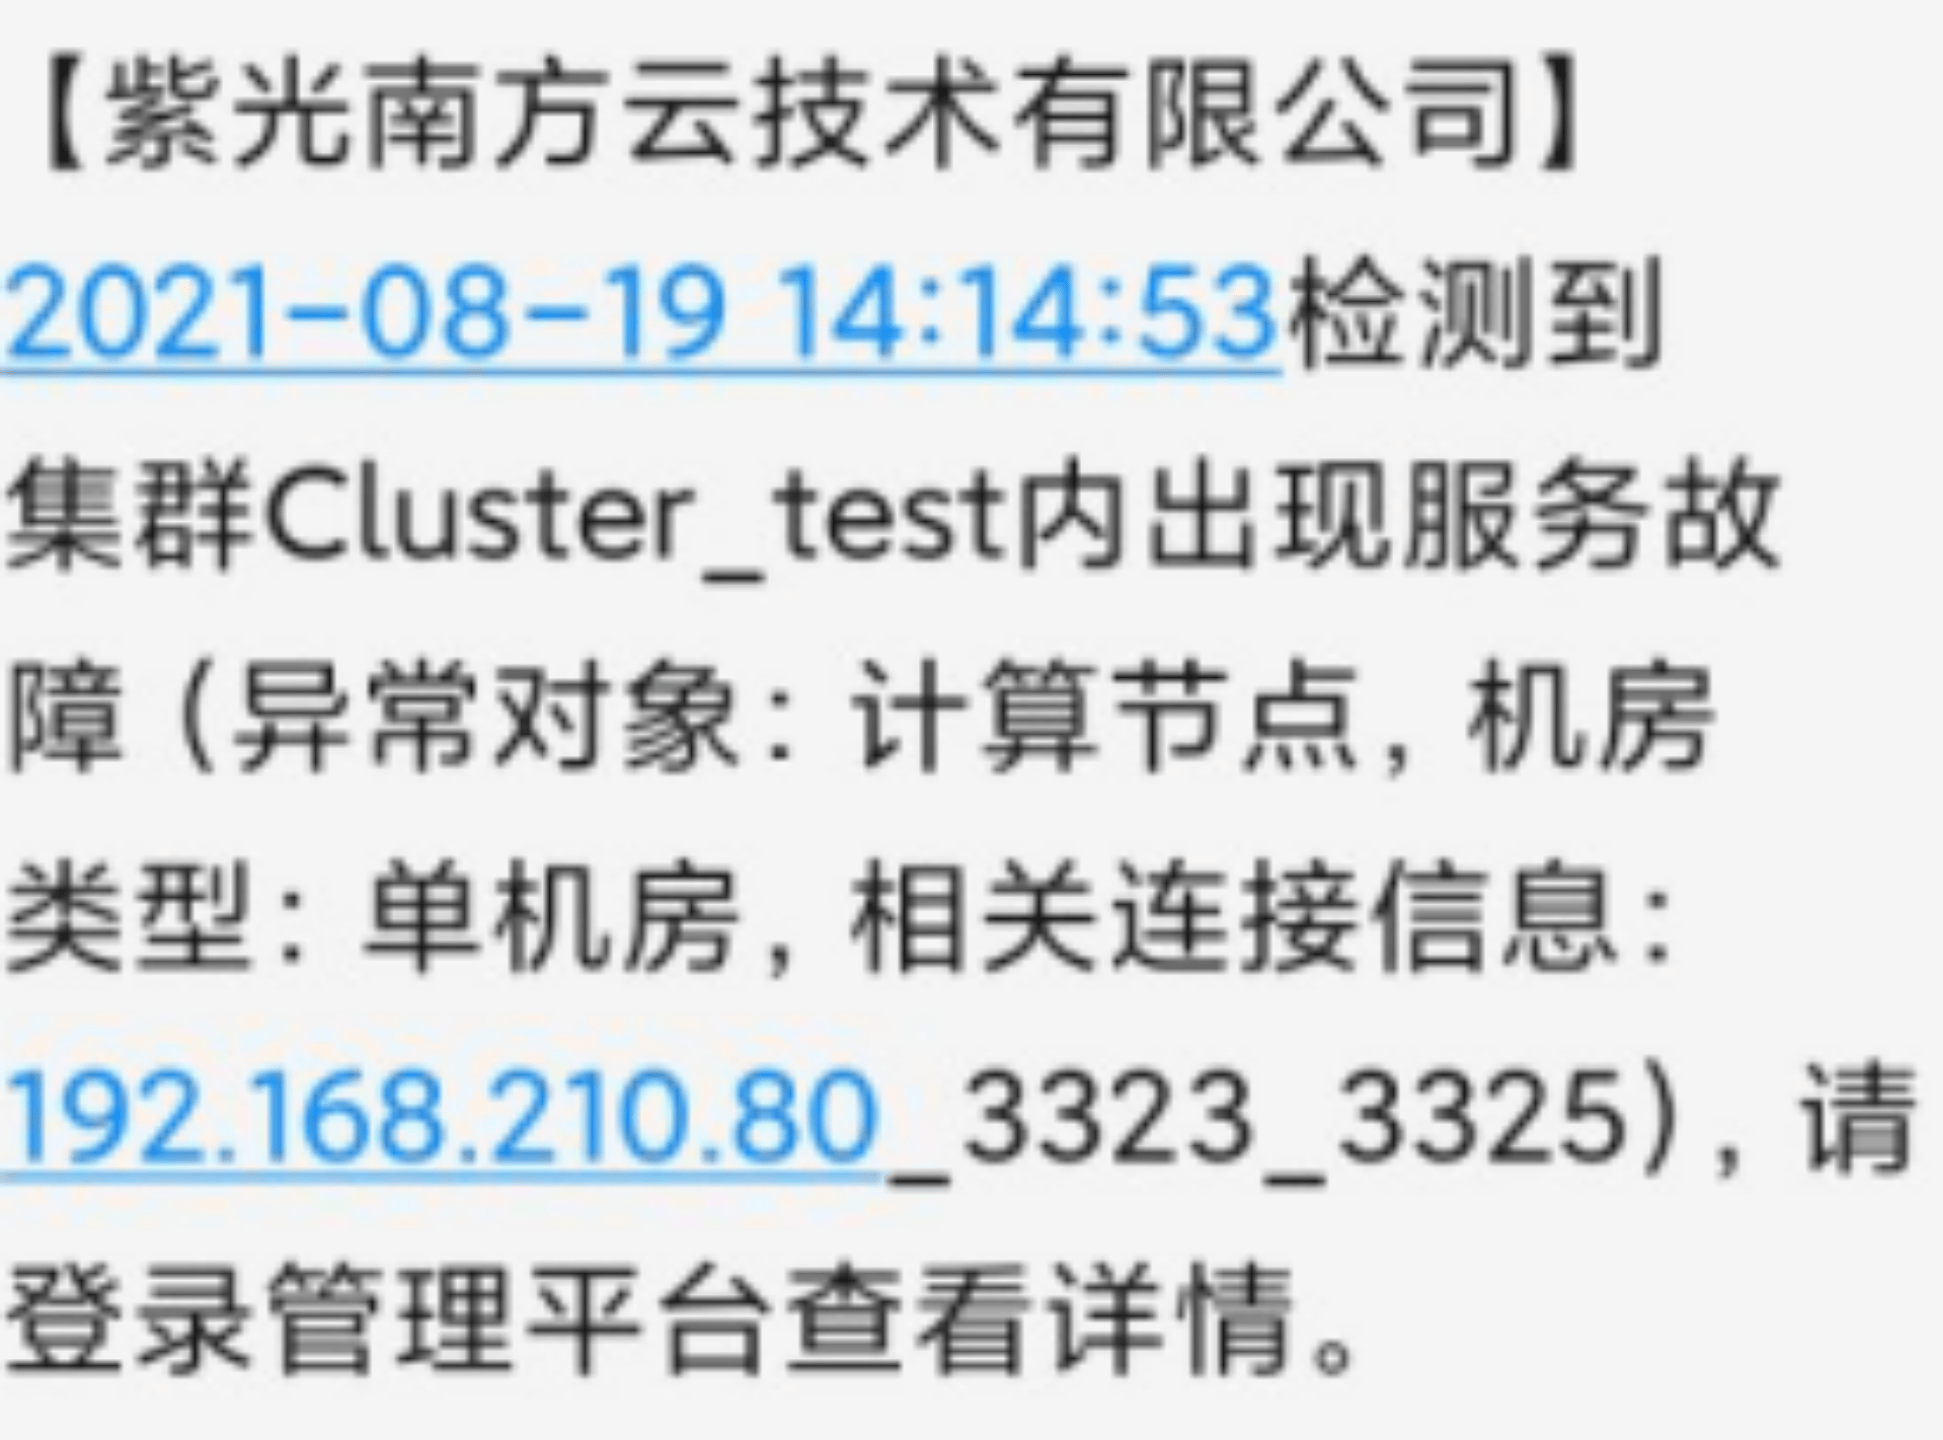 【紫光南方云技术有限公司】
2021-08-19 14:14:53检测到
集群Cluster_test内出现服务故
障（异常对象：计算节点，机房
类型：单机房，相关连接信息：
192.168.210.80_3323_3325)，请
登录管理平台查看详情。